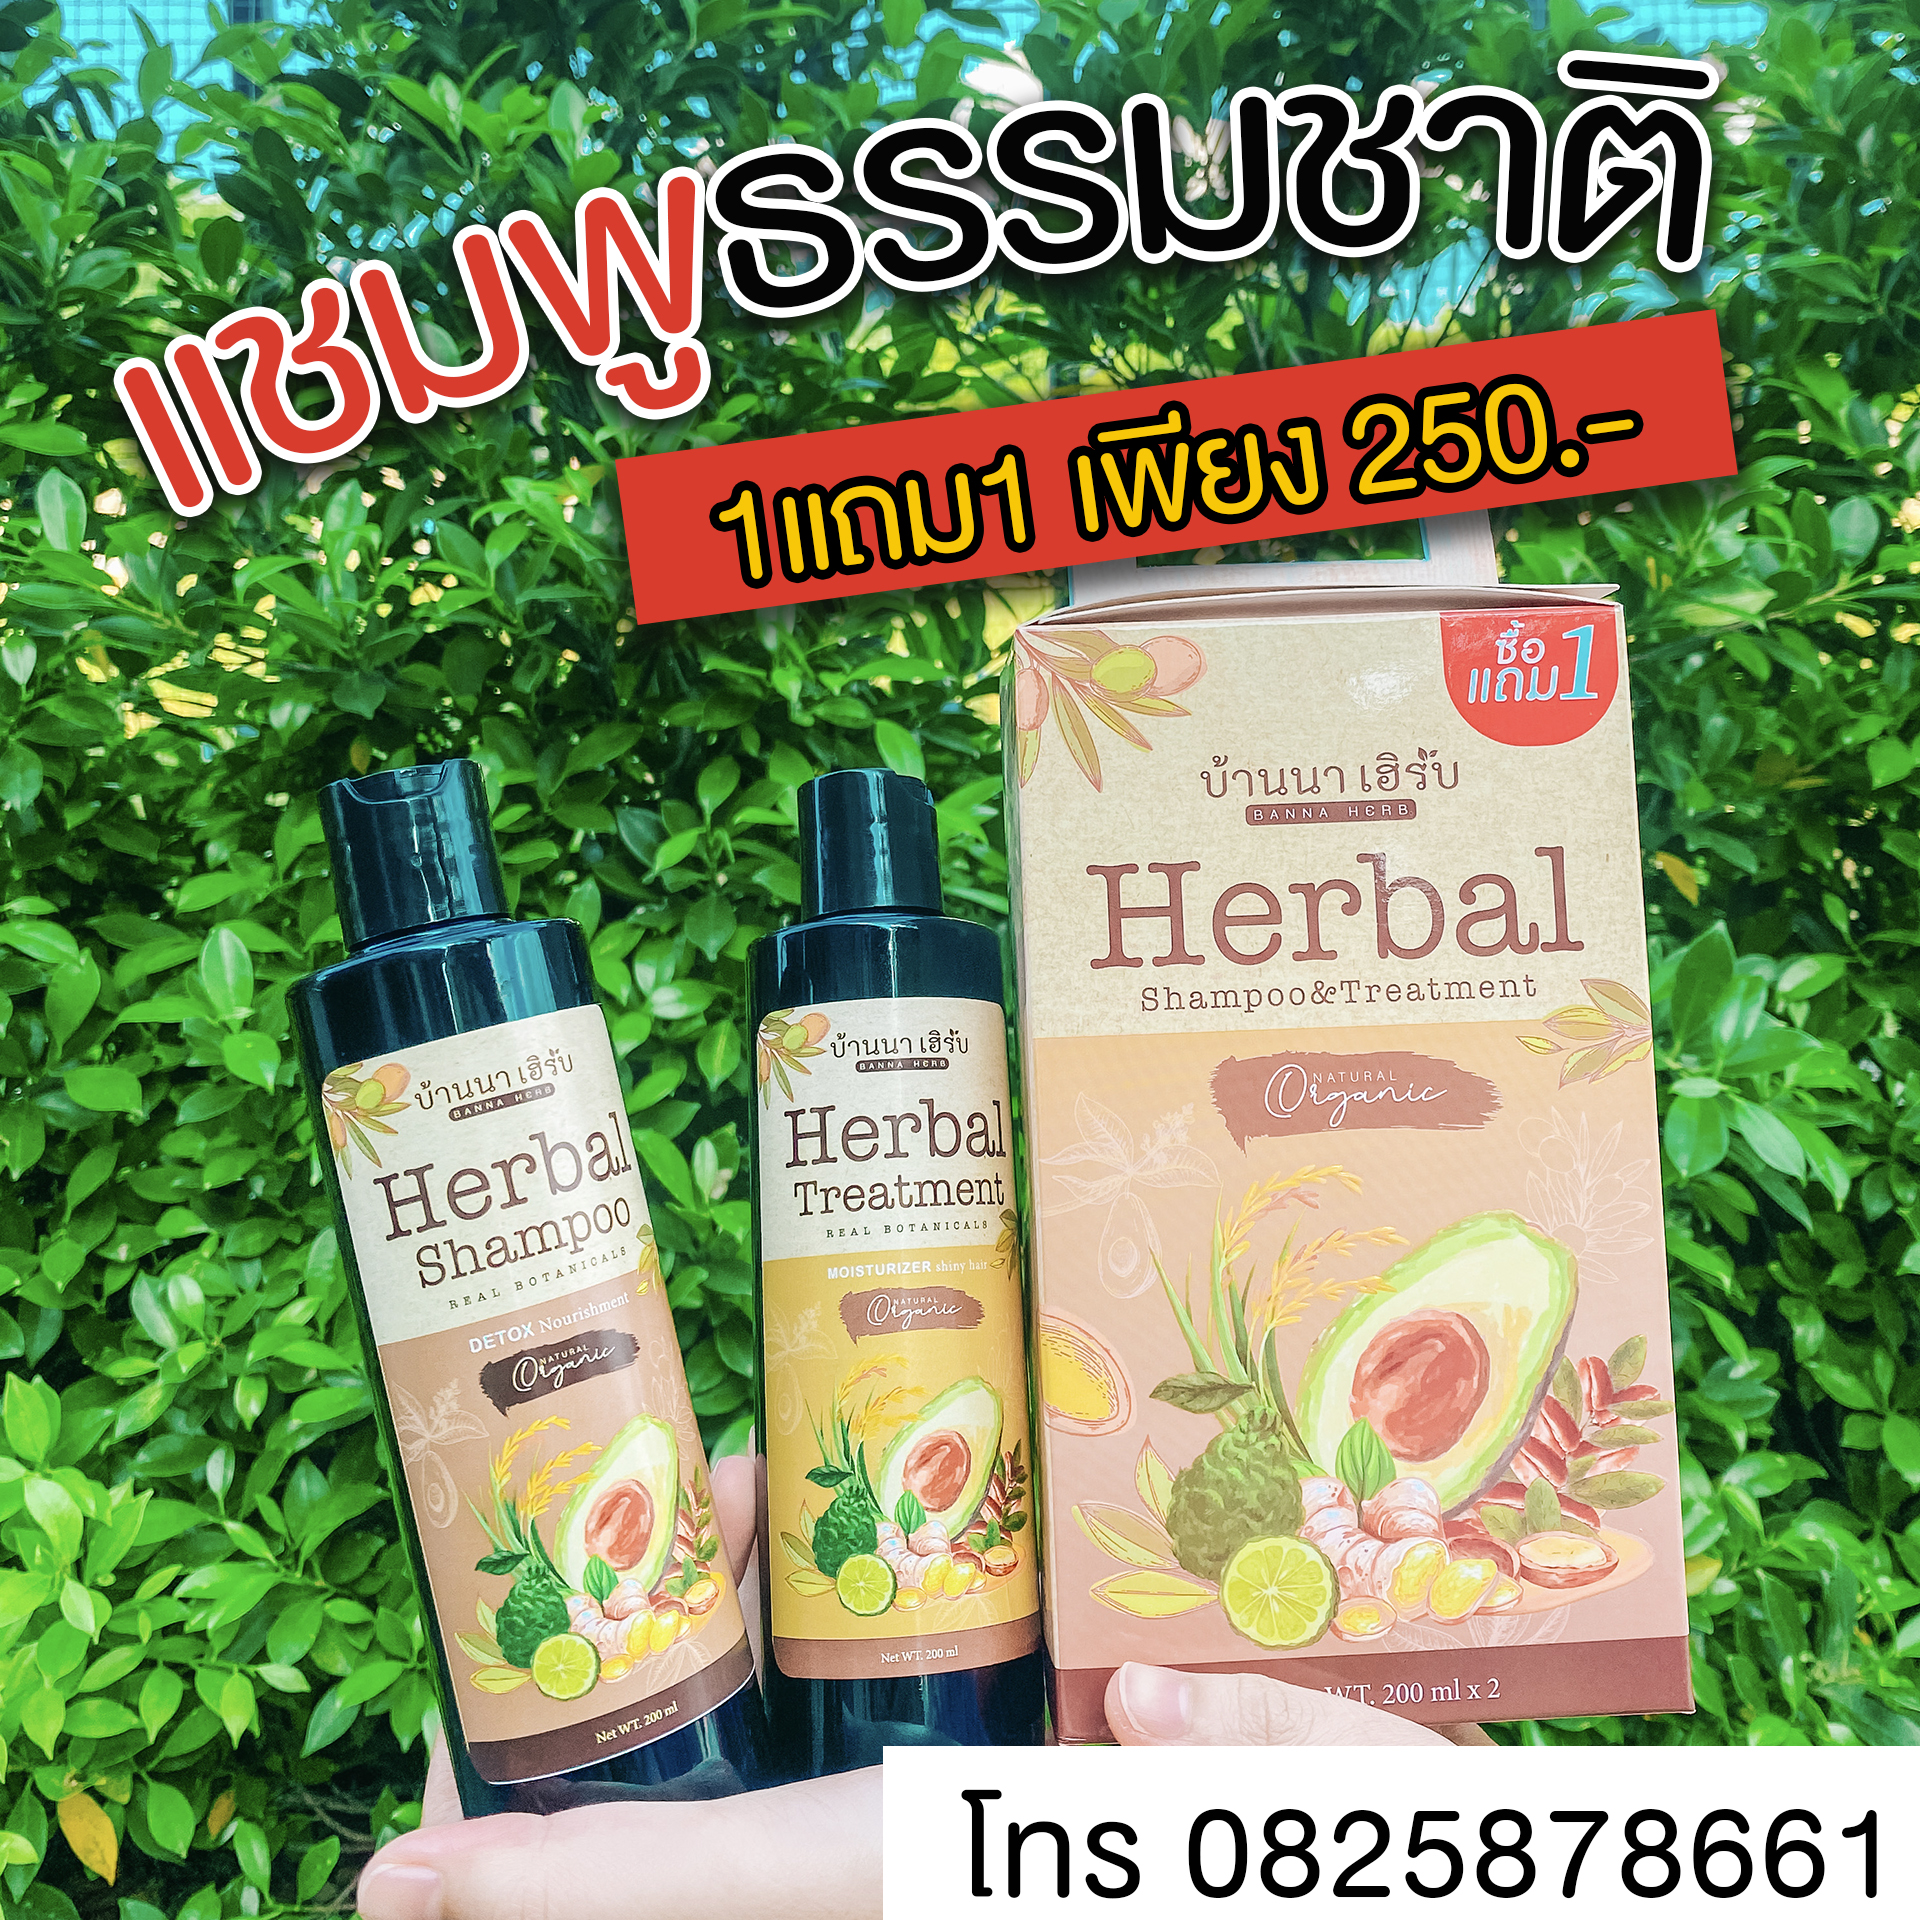 แชมพูธรรมชาติ
1แถม1 เพียง 250.-
ซื้อ
แถม 1
บ้านนา เฮิร์บ
BANNA HERB
Herbal
Shampoo&Treatment
NATURAL
Organic
WT. 200 ml x 2
บ้านนา เฮิร์บ
BANNA HERB
Herbal
Shampoo
REAL BOTANICALS
DETOX Nourishment
NATURAL
Organic
Net WT. 200 ml
บ้านนา เฮิร์บ
BANNA HERB
Herbal
Treatment
REAL BOTANICALS
MOISTURIZER shiny hair
NATURAL
Organic
Net WT. 200 ml
โทร 0825878661